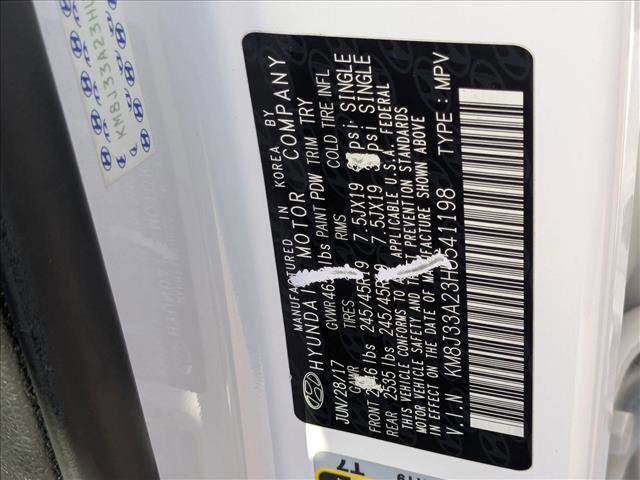 KM8J33A23HU
MANUFACTURED IN KOREA BY
HYUNDAI MOTOR COMPANY
JUN/28/17 lbs PAINT PDW TRIM TRY
GAWR TIRES RIMS COLD TIRE INFL
FRONT lbs 245/45R19 7.5JX19 psi SINGLE
REAR 2535 lbs 7.5JX19 psi SINGLE
THIS VEHICLE CONFORMS TO ALL APPLICABLE U.S.A. FEDERAL
MOTOR VEHICLE SAFETY AND THEFT PREVENTION STANDARDS
IN EFFECT ON THE DATE OF MANUFACTURE SHOWN ABOVE
V.I.N KM8J33A23HU541198 TYPE : MPV
T7